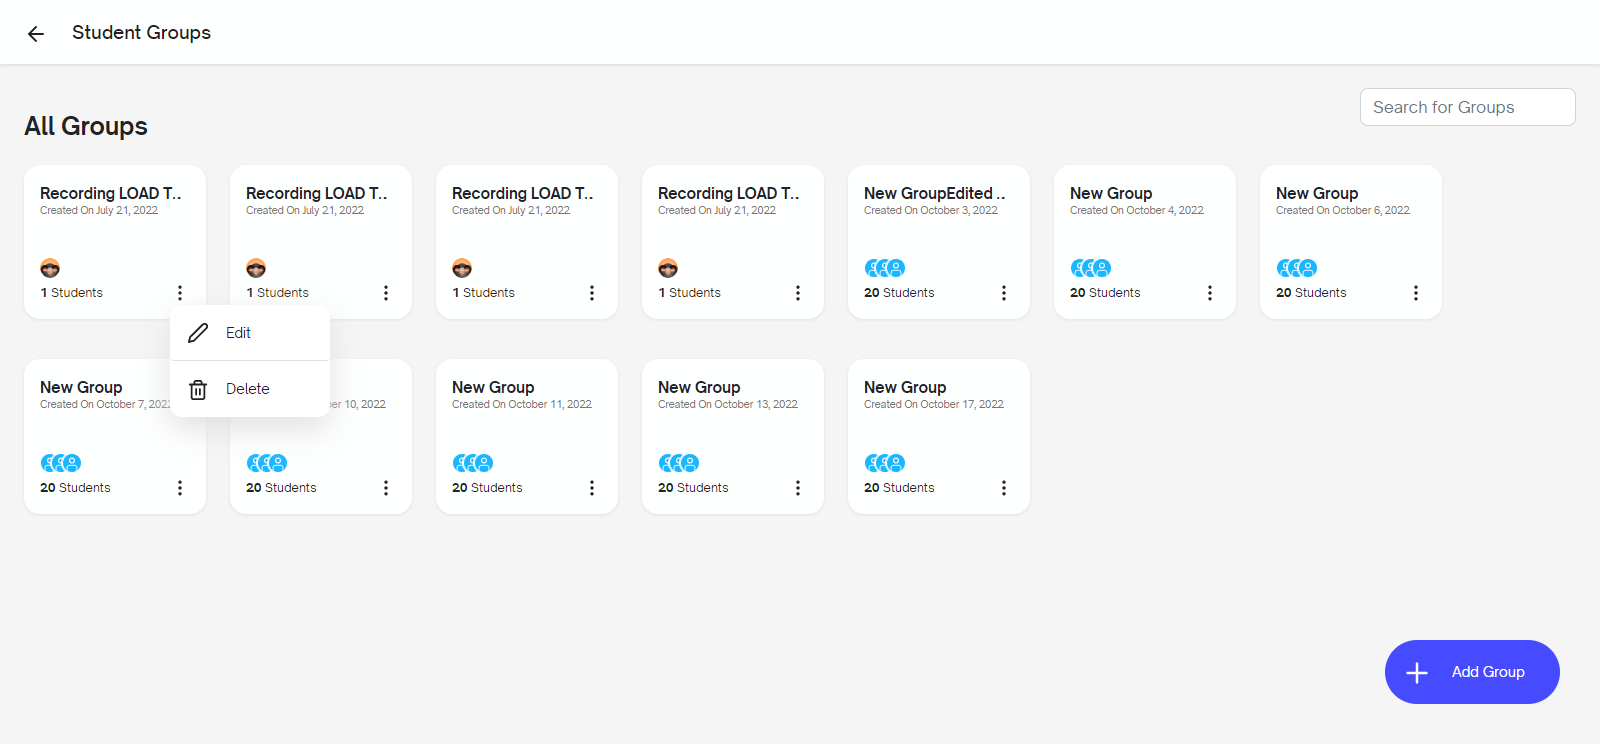 Student Groups
Search for Groups
All Groups
Recording LOAD T..
Created On July 21, 2022
1 Students
Recording LOAD T..
Created On July 21, 2022
1 Students
Recording LOAD T..
Created On July 21, 2022
1 Students
Recording LOAD T..
Created On July 21, 2022
1 Students
New GroupEdited ..
Created On October 3, 2022
20 Students
New Group
Created On October 4, 2022
20 Students
New Group
Created On October 6, 2022
20 Students
Edit
Delete
New Group
Created On October 7, 2022
20 Students
10, 2022
20 Students
New Group
Created On October 11, 2022
20 Students
New Group
Created On October 13, 2022
20 Students
New Group
Created On October 17, 2022
20 Students
Add Group